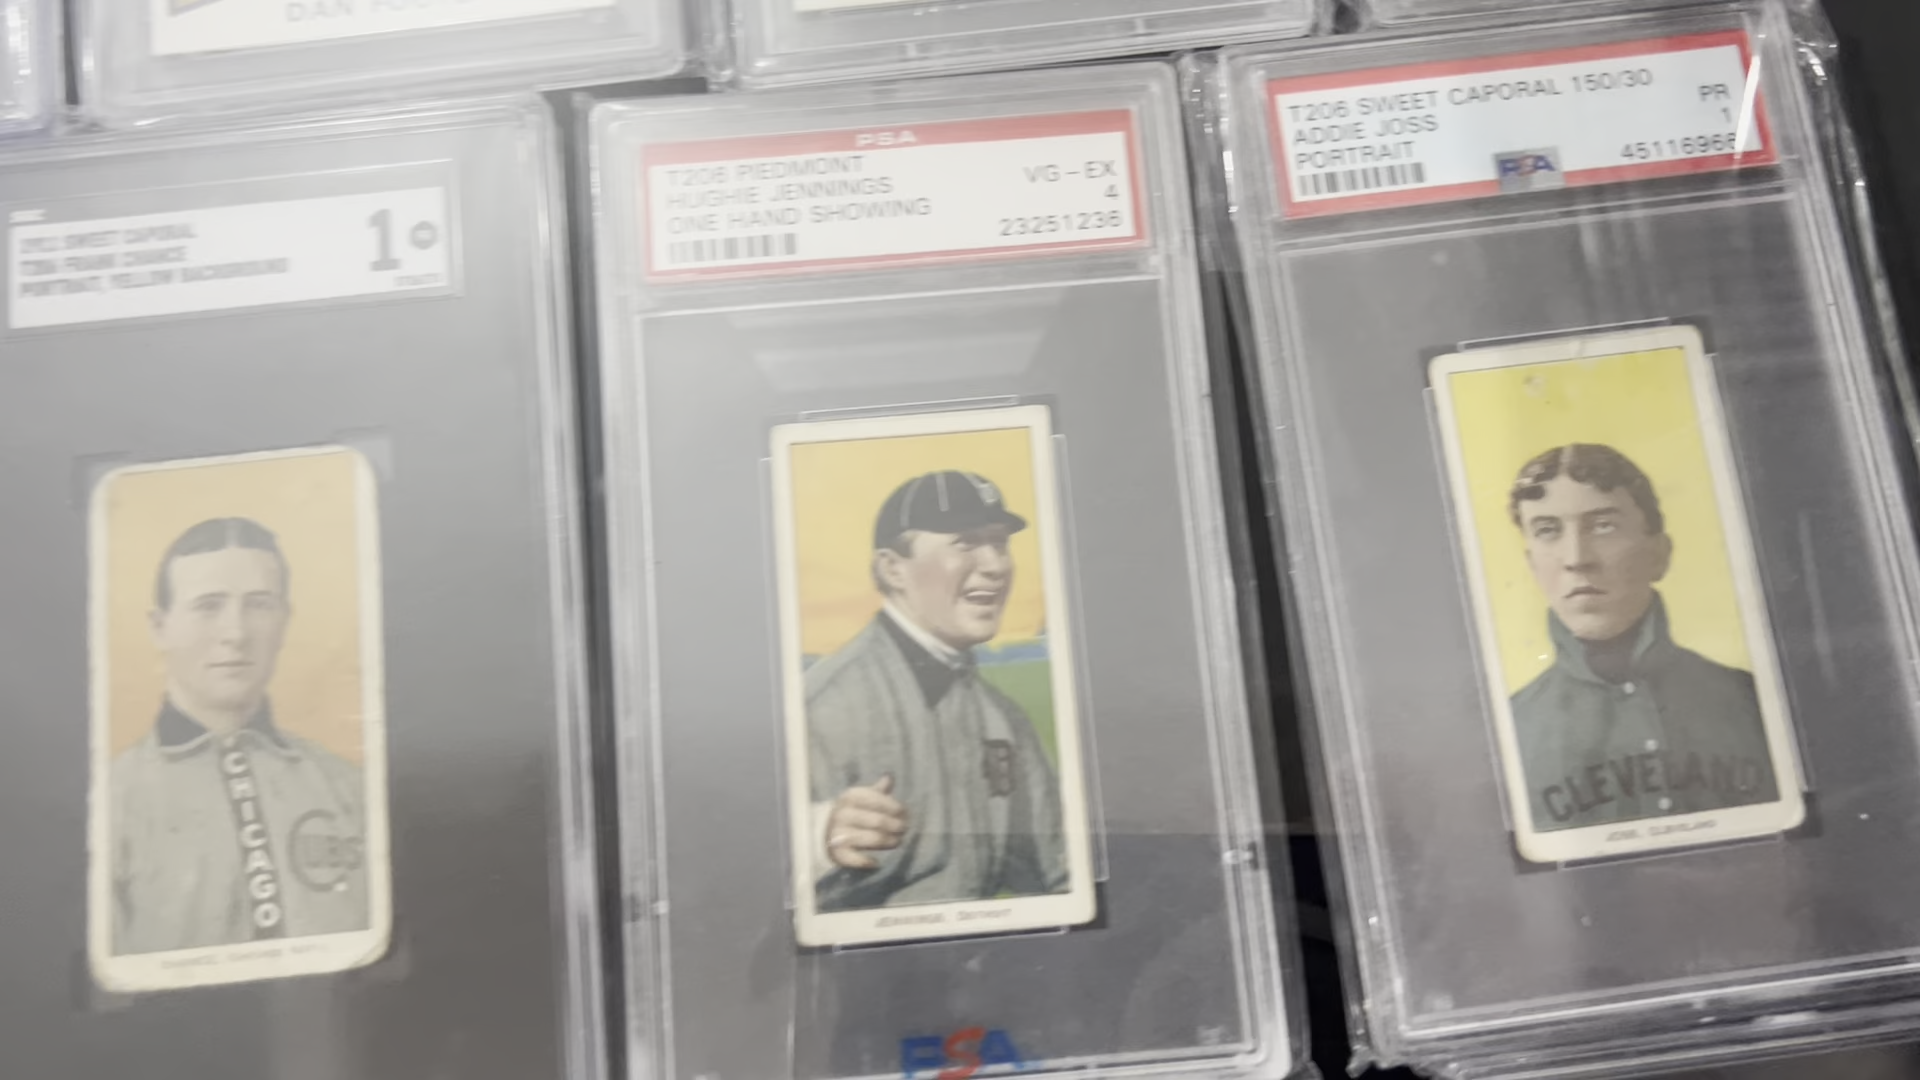 DAN
1911 SWEET CAPORAL
T206 FRANK CHANCE
PORTRAIT, YELLOW BACKGROUND
1
CHICAGO
CUBS
PSA
T206 PIEDMONT
HUGHIE JENNINGS
ONE HAND SHOWING
VG – EX
4
23251236
D
JENNINGS, DETROIT
PSA
T206 SWEET CAPORAL 150/30
ADDIE JOSS
PORTRAIT
PR
1
PSA
45116966
CLEVELAND
JOSS, CLEVELAND